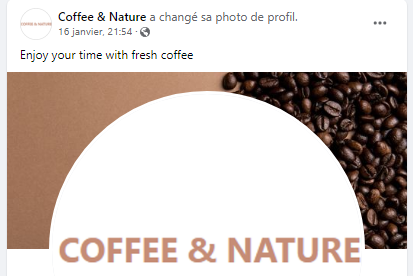 Coffee & Nature a changé sa photo de profil.
16 janvier, 21:54 ·
Enjoy your time with fresh coffee
COFFEE & NATURE